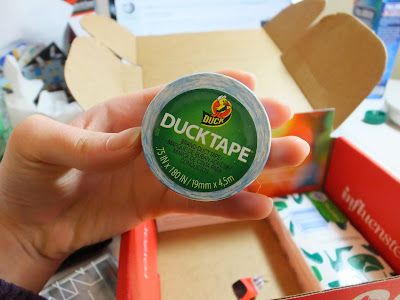 DUCK
DUCKTAPE
.75 IN x 180 IN / 19mm x 4,5m
influenster